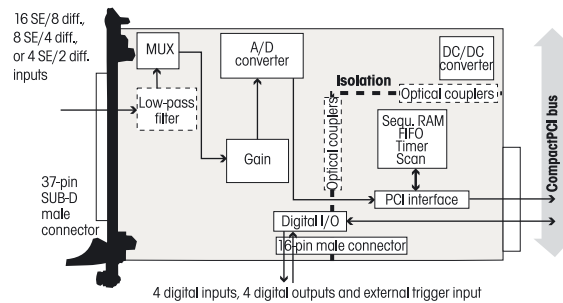 16 SE/8 diff.,
8 SE/4 diff.,
or 4 SE/2 diff.
inputs
MUX
A/D
converter
DC/DC
converter
Isolation
Optical couplers
Low-pass
filter
Optical couplers
Sequ. RAM
FIFO
Timer
Scan
Gain
CompactPCI bus
37-pin
SUB-D
male
connector
PCI interface
Digital I/O
16-pin male connector
4 digital inputs, 4 digital outputs and external trigger input